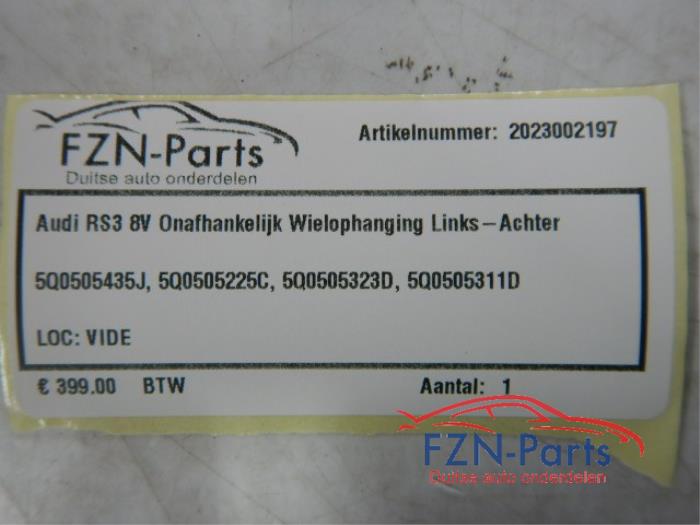 FZN-Parts
Duitse auto onderdelen
Artikelnummer: 2023002197
Audi RS3 8V Onafhankelijk Wielophanging Links-Achter
5Q0505435J, 5Q0505225C, 5Q0505323D, 5Q0505311D
LOC: VIDE
€ 399.00 BTW Aantal: 1
FZN-Parts
Duitse auto onderdelen